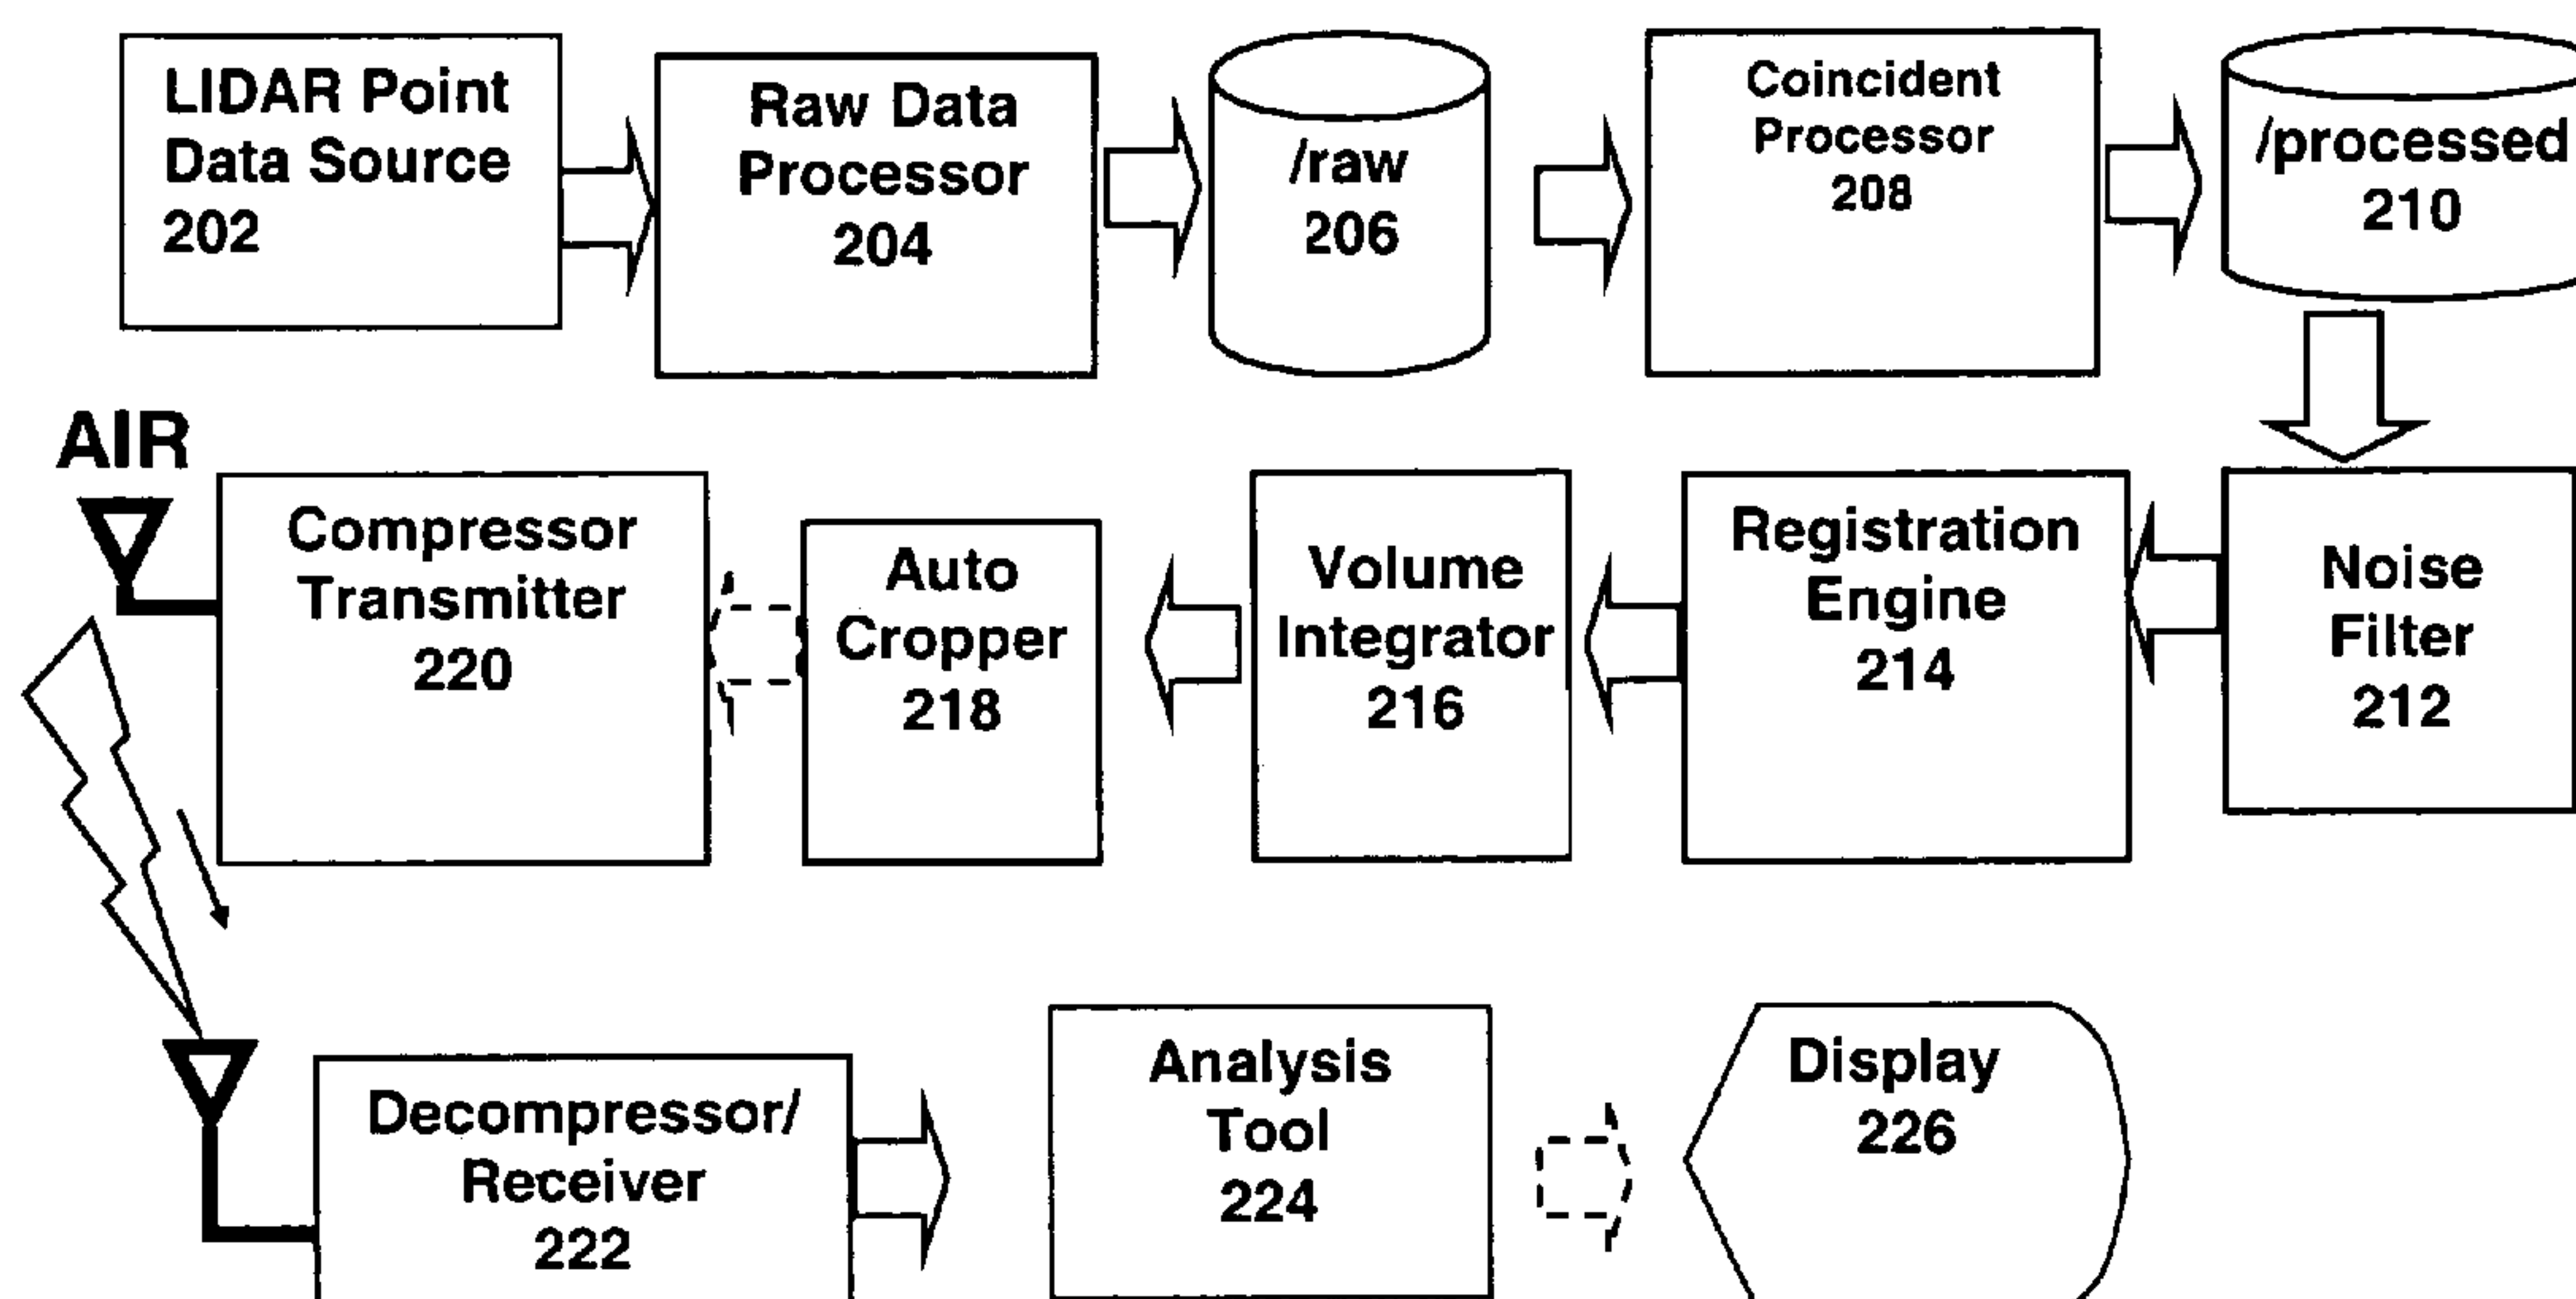 LIDAR Point
Data Source
202
Raw Data
Processor
204
/raw
206
Coincident
Processor
208
/processed
210
AIR
Compressor
Transmitter
220
Auto
Cropper
218
Volume
Integrator
216
Registration
Engine
214
Noise
Filter
212
Decompressor/
Receiver
222
Analysis
Tool
224
Display
226